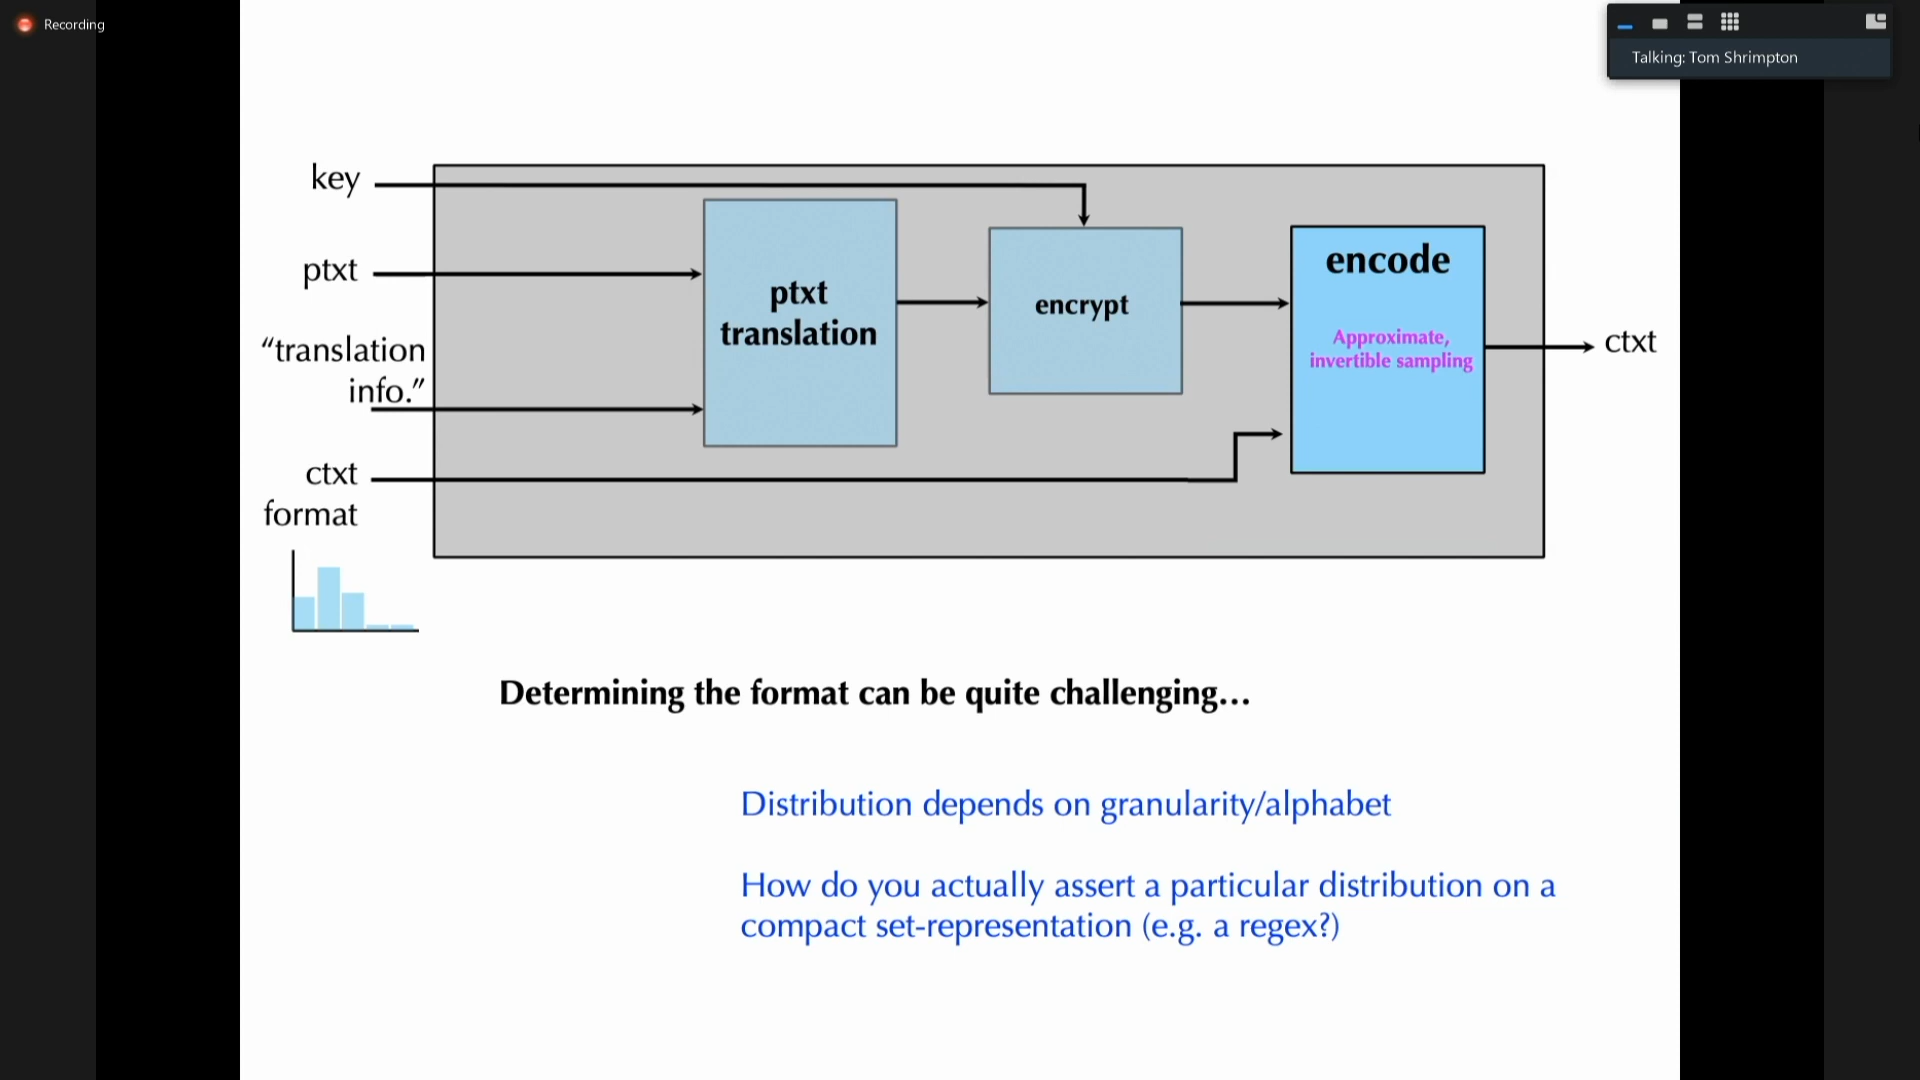 Recording
Talking: Tom Shrimpton
key
ptxt
“translation
info.”
ctxt
format
ptxt
translation
encrypt
encode
Approximate,
invertible sampling
ctxt
Determining the format can be quite challenging…
Distribution depends on granularity/alphabet
How do you actually assert a particular distribution on a
compact set-representation (e.g. a regex?)